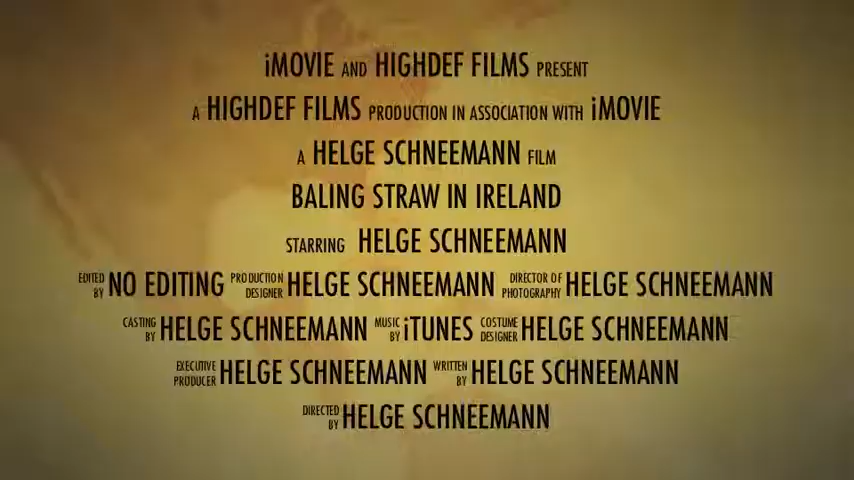 iMOVIE AND HIGHDEF FILMS PRESENT
A HIGHDEF FILMS PRODUCTION IN ASSOCIATION WITH iMOVIE
A HELGE SCHNEEMANN FILM
BALING STRAW IN IRELAND
STARRING HELGE SCHNEEMANN
EDITED BY NO EDITING PRODUCTION DESIGNER HELGE SCHNEEMANN DIRECTOR OF PHOTOGRAPHY HELGE SCHNEEMANN
CASTING BY HELGE SCHNEEMANN MUSIC BY iTUNES COSTUME DESIGNER HELGE SCHNEEMANN
EXECUTIVE PRODUCER HELGE SCHNEEMANN WRITTEN BY HELGE SCHNEEMANN
DIRECTED BY HELGE SCHNEEMANN